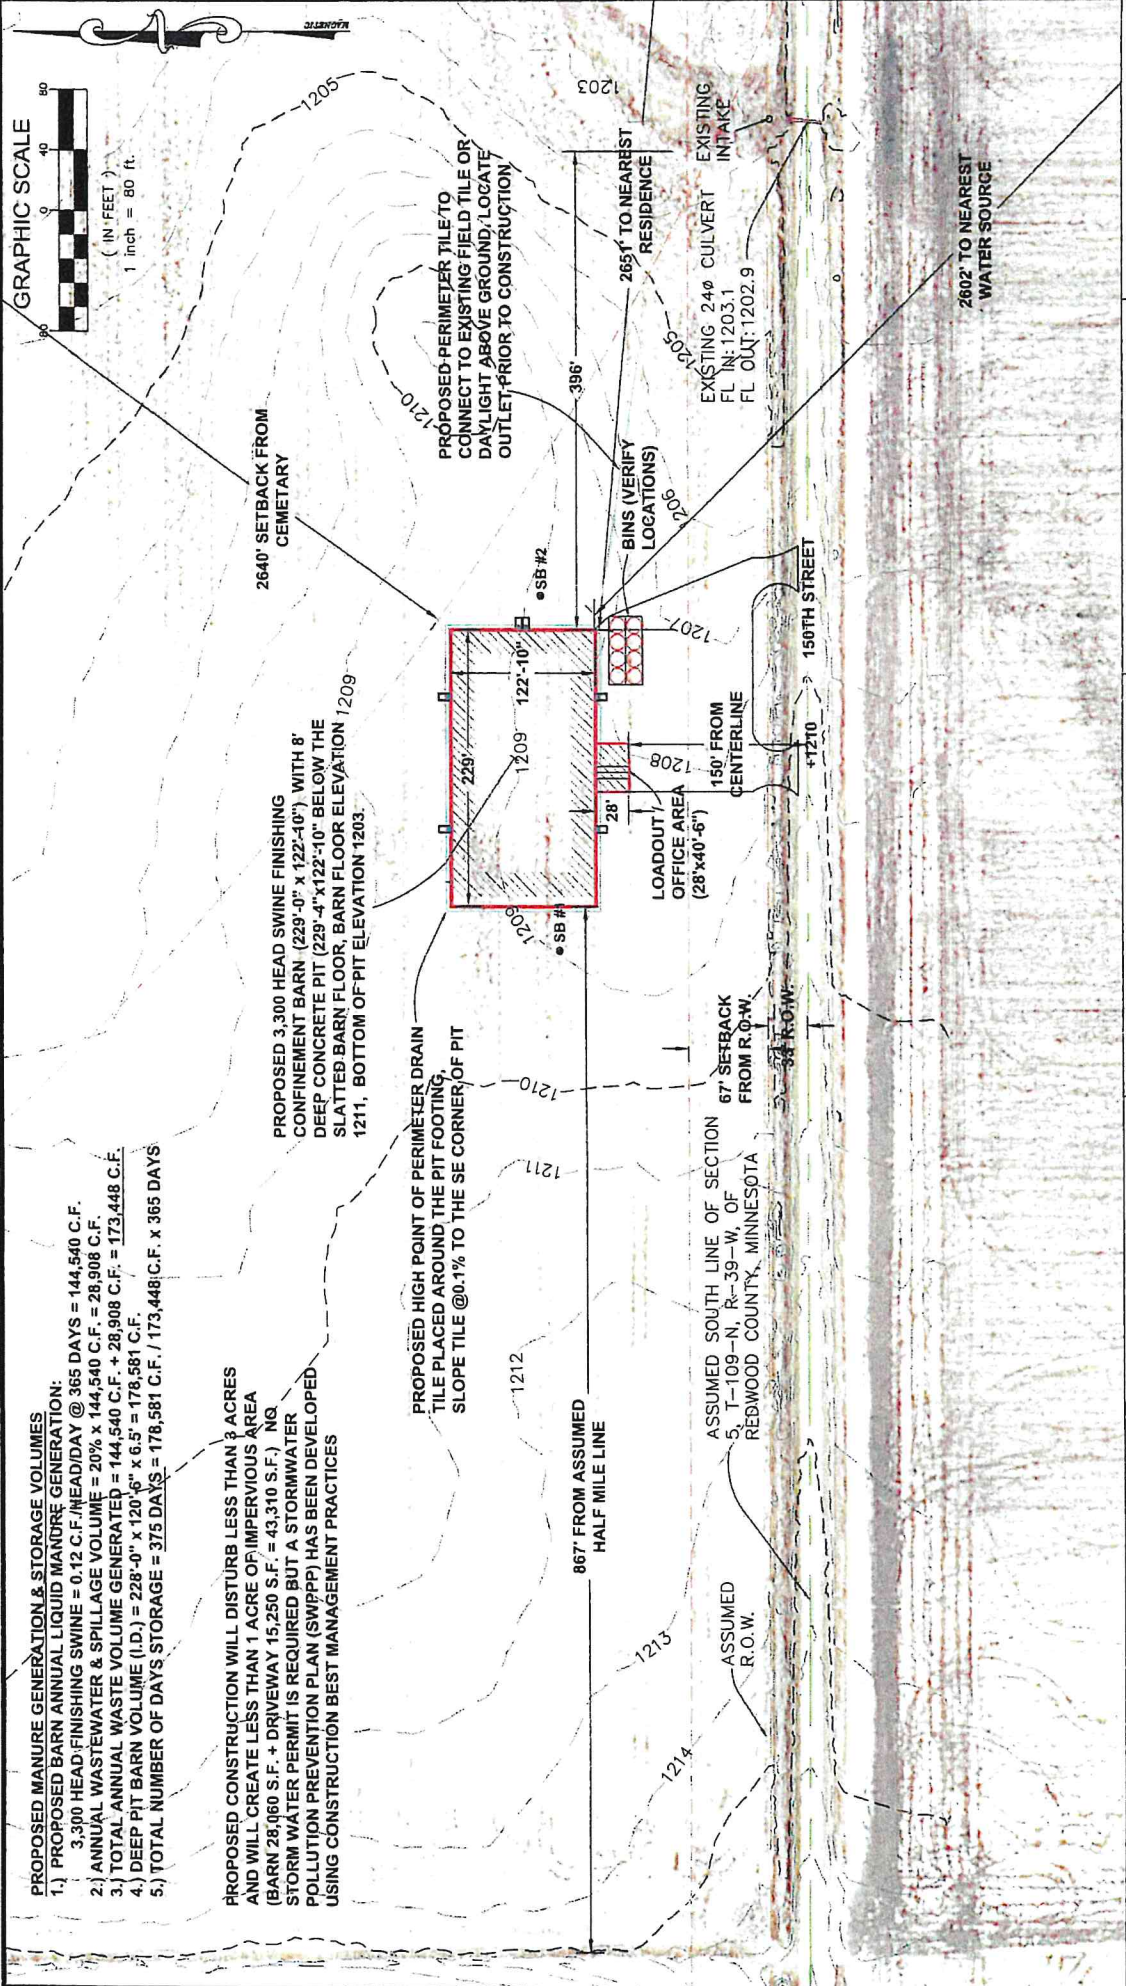 PROPOSED MANURE GENERATION & STORAGE VOLUMES
1.) PROPOSED BARN ANNUAL LIQUID MANURE GENERATION:
3,300 HEAD FINISHING SWINE = 0.12 C.F./HEAD/DAY @ 365 DAYS = 144,540 C.F.
2.) ANNUAL WASTEWATER & SPILLAGE VOLUME = 20% x 144,540 C.F. = 28,908 C.F.
3.) TOTAL ANNUAL WASTE VOLUME GENERATED = 144,540 C.F. + 28,908 C.F. = 173,448 C.F.
4.) DEEP PIT BARN VOLUME (I.D.) = 228'-0" x 120'-6" x 6.5' = 178,581 C.F.
5.) TOTAL NUMBER OF DAYS STORAGE = 375 DAYS = 178,581 C.F. / 173,448 C.F. x 365 DAYS
PROPOSED CONSTRUCTION WILL DISTURB LESS THAN 3 ACRES
AND WILL CREATE LESS THAN 1 ACRE OF IMPERVIOUS AREA
(BARN 28,060 S.F. + DRIVEWAY 15,250 S.F. = 43,310 S.F.) NO
STORM WATER PERMIT IS REQUIRED BUT A STORMWATER
POLLUTION PREVENTION PLAN (SWPPP) HAS BEEN DEVELOPED
USING CONSTRUCTION BEST MANAGEMENT PRACTICES
PROPOSED 3,300 HEAD SWINE FINISHING
CONFINEMENT BARN (229'-0" x 122'-10") WITH 8'
DEEP CONCRETE PIT (229'-4"x122'-10" BELOW THE
SLATTED BARN FLOOR, BARN FLOOR ELEVATION
1211, BOTTOM OF PIT ELEVATION 1203.
PROPOSED HIGH POINT OF PERIMETER DRAIN
TILE PLACED AROUND THE PIT FOOTING,
SLOPE TILE @0.1% TO THE SE CORNER OF PIT
2640' SETBACK FROM
CEMETARY
GRAPHIC SCALE
80
0
40
80
( IN FEET )
1 inch = 80 ft.
MAGNETIC
PROPOSED PERIMETER TILE TO
CONNECT TO EXISTING FIELD TILE OR
DAYLIGHT ABOVE GROUND, LOCATE
OUTLET PRIOR TO CONSTRUCTION
229'
122'-10"
1209
1209
1209
SB #1
SB #2
396'
1205
1203
1210
1205
1206
1207
1208
1210
1211
1212
1213
1214
BINS (VERIFY
LOCATIONS)
2651' TO NEAREST
RESIDENCE
EXISTING
INTAKE
EXISTING 24ø CULVERT
FL IN: 1203.1
FL OUT: 1202.9
28'
LOADOUT /
OFFICE AREA
(28'x40'-6")
150' FROM
CENTERLINE
+1210
150TH STREET
2602' TO NEAREST
WATER SOURCE
867' FROM ASSUMED
HALF MILE LINE
67' SETBACK
FROM R.O.W.
33' R.O.W.
ASSUMED SOUTH LINE OF SECTION
5, T-109-N, R-39-W, OF
REDWOOD COUNTY, MINNESOTA
ASSUMED
R.O.W.